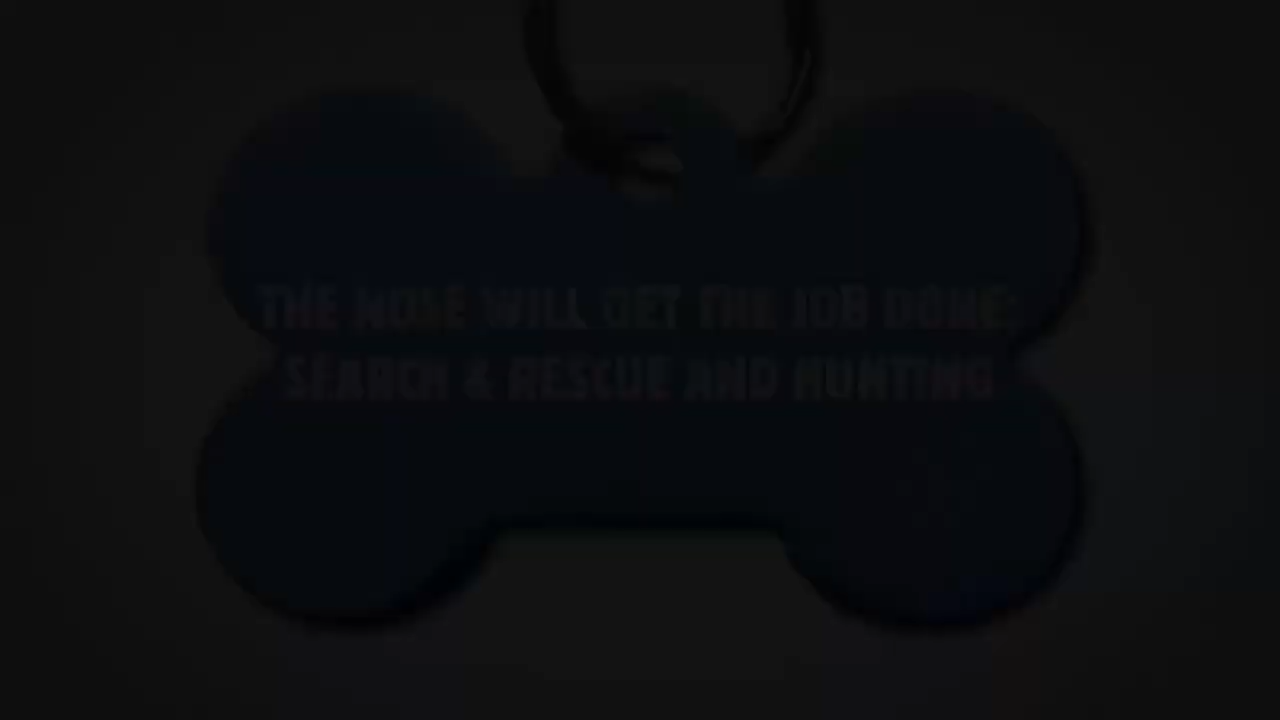 THE NOSE WILL GET THE JOB DONE:
SEARCH & RESCUE AND HUNTING